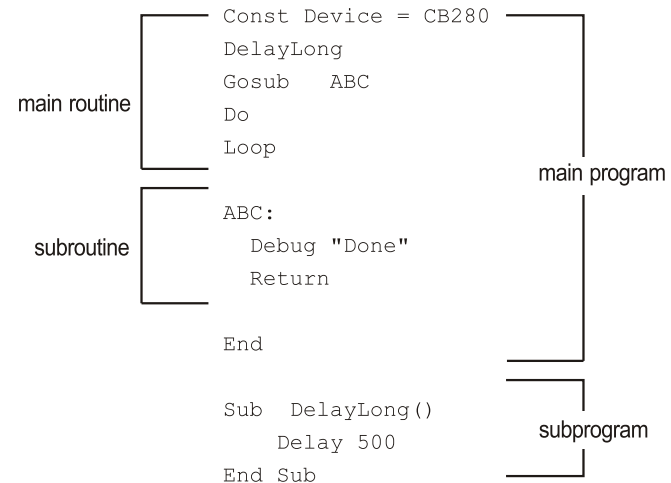 Const Device = CB280
DelayLong
Gosub ABC
main routine
Do
Loop
main program
ABC:
subroutine
Debug "Done"
Return
End
Sub DelayLong()
subprogram
Delay 500
End Sub